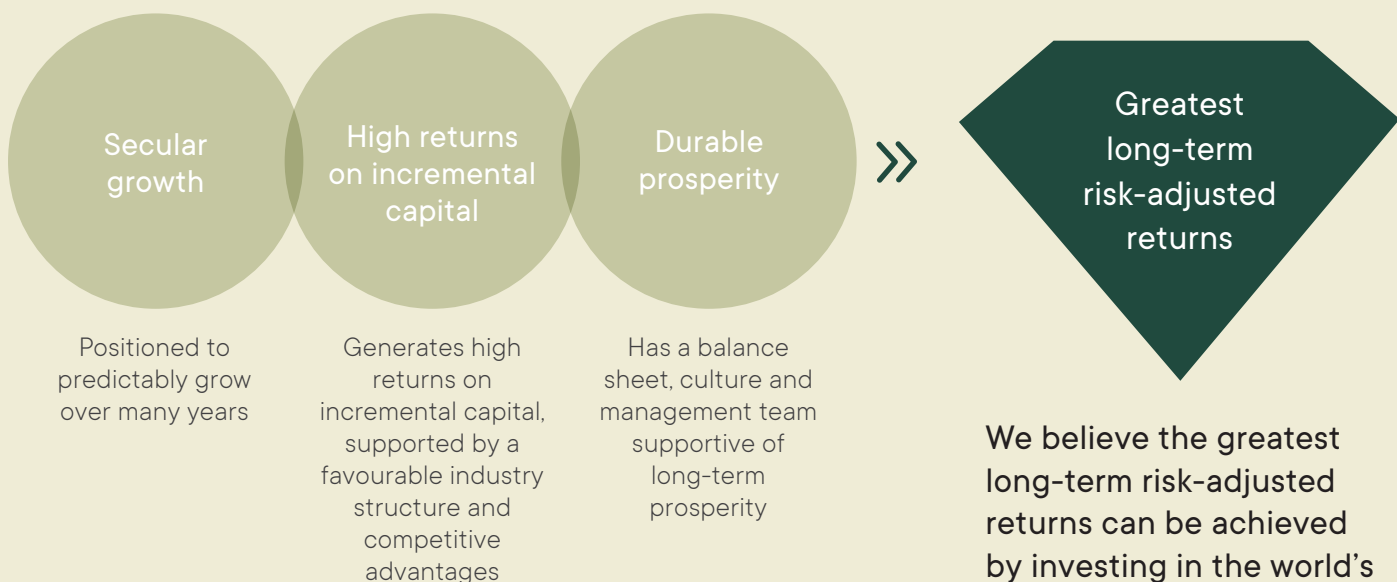 Secular
growth
High returns
on incremental
capital
Durable
prosperity
Greatest
long-term
risk-adjusted
returns
Positioned to
predictably grow
over many years
Generates high
returns on
incremental capital,
supported by a
favourable industry
structure and
competitive
advantages
Has a balance
sheet, culture and
management team
supportive of
long-term
prosperity
We believe the greatest
long-term risk-adjusted
returns can be achieved
by investing in the world’s